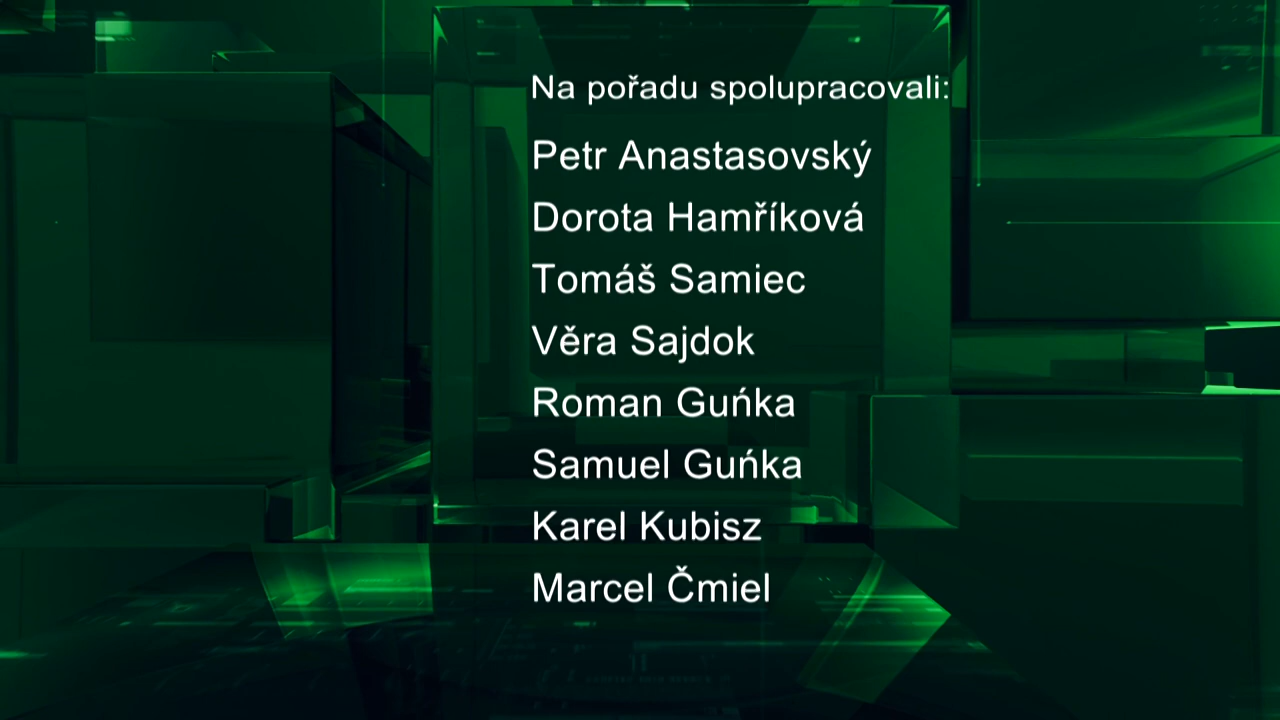 Na pořadu spolupracovali:
Petr Anastasovský
Dorota Hamříková
Tomáš Samiec
Věra Sajdok
Roman Guńka
Samuel Guńka
Karel Kubisz
Marcel Čmiel